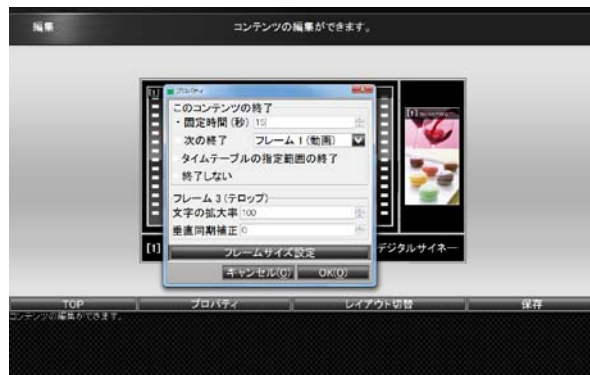 編集
コンテンツの編集ができます。
[1]
プロパティ
このコンテンツの終了
・固定時間(秒) 15
次の終了 フレーム 1 (動画)
タイムテーブルの指定範囲の終了
終了しない
フレーム 3 (テロップ)
文字の拡大率 100
垂直同期補正 0
フレームサイズ設定
キャンセル(C) OK(O)
[1]
[1]
デジタルサイネー
TOP プロパティ レイアウト切替 保存
コンテンツの編集ができます。